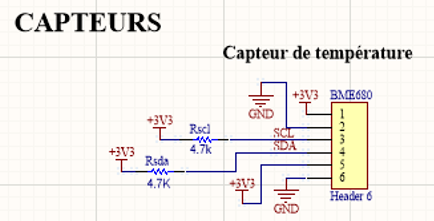 CAPTEURS
Capteur de température
+3V3 BME680
GND
1
2
3
4
5
6
+3V3 Rscl SCL
4.7k SDA
+3V3 Rsda
4.7K
+3V3
GND
Header 6